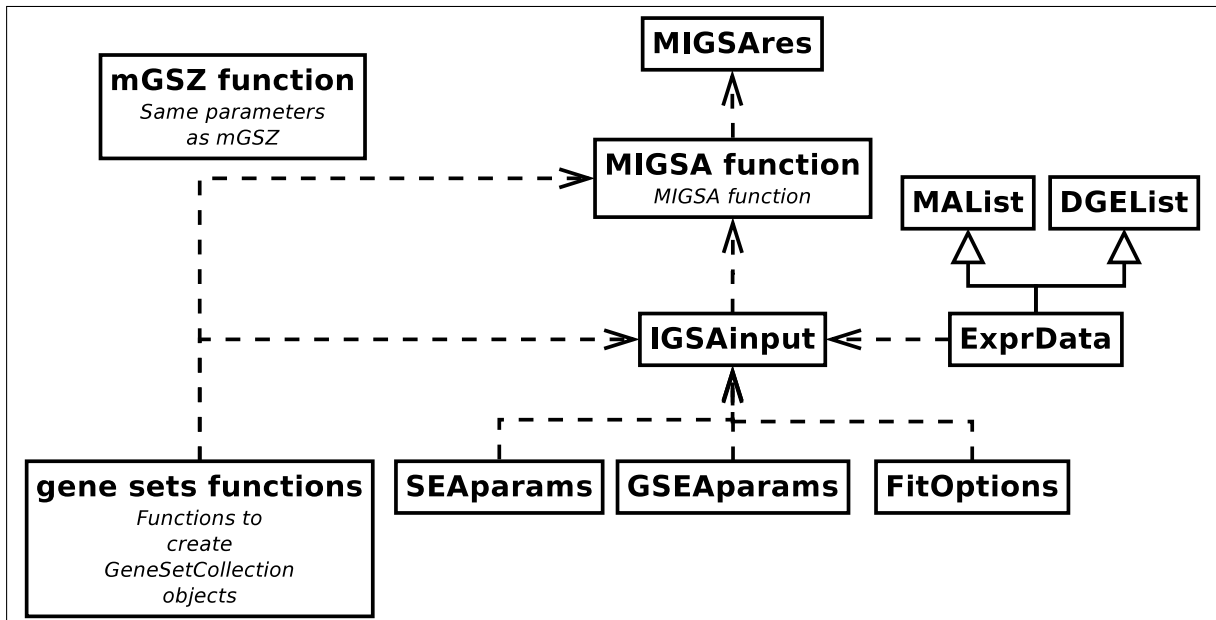 MIGSAres
mGSZ function
Same parameters
as mGSZ
MIGSA function
MIGSA function
MAList
DGEList
IGSAinput
ExprData
gene sets functions
Functions to
create
GeneSetCollection
objects
SEAparams
GSEAparams
FitOptions